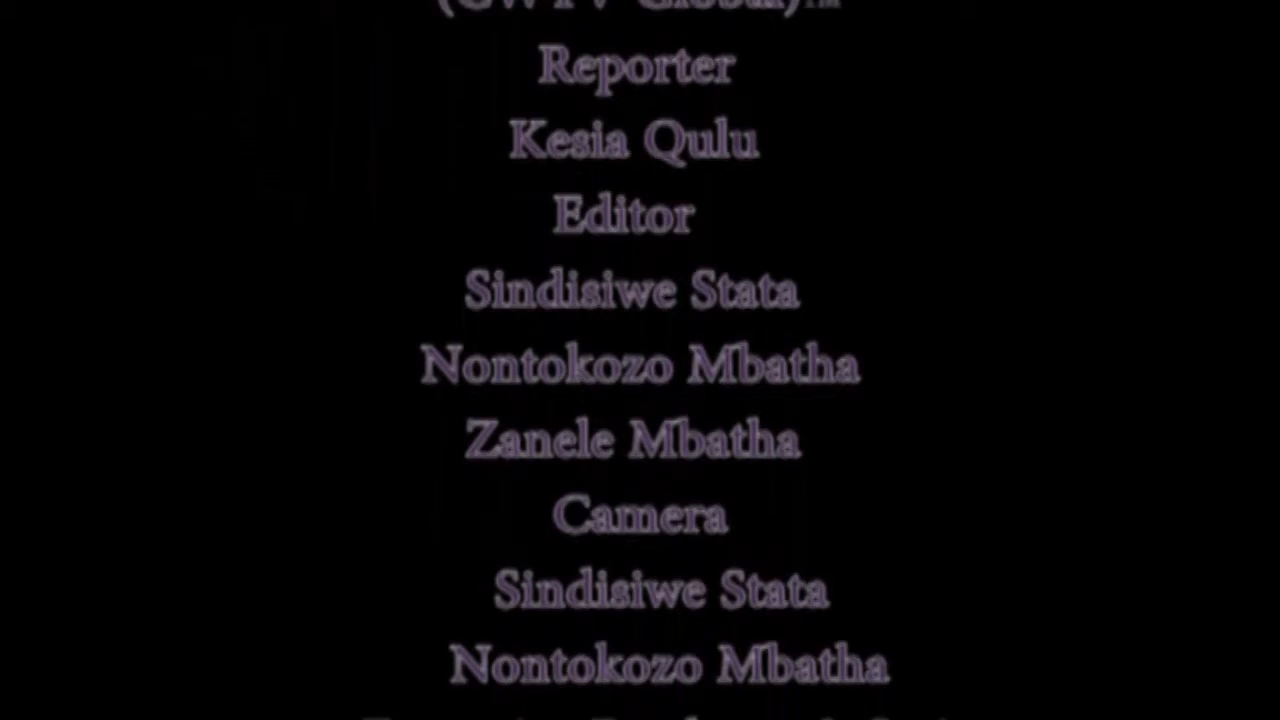 Reporter
Kesia Qulu
Editor
Sindisiwe Stata
Nontokozo Mbatha
Zanele Mbatha
Camera
Sindisiwe Stata
Nontokozo Mbatha